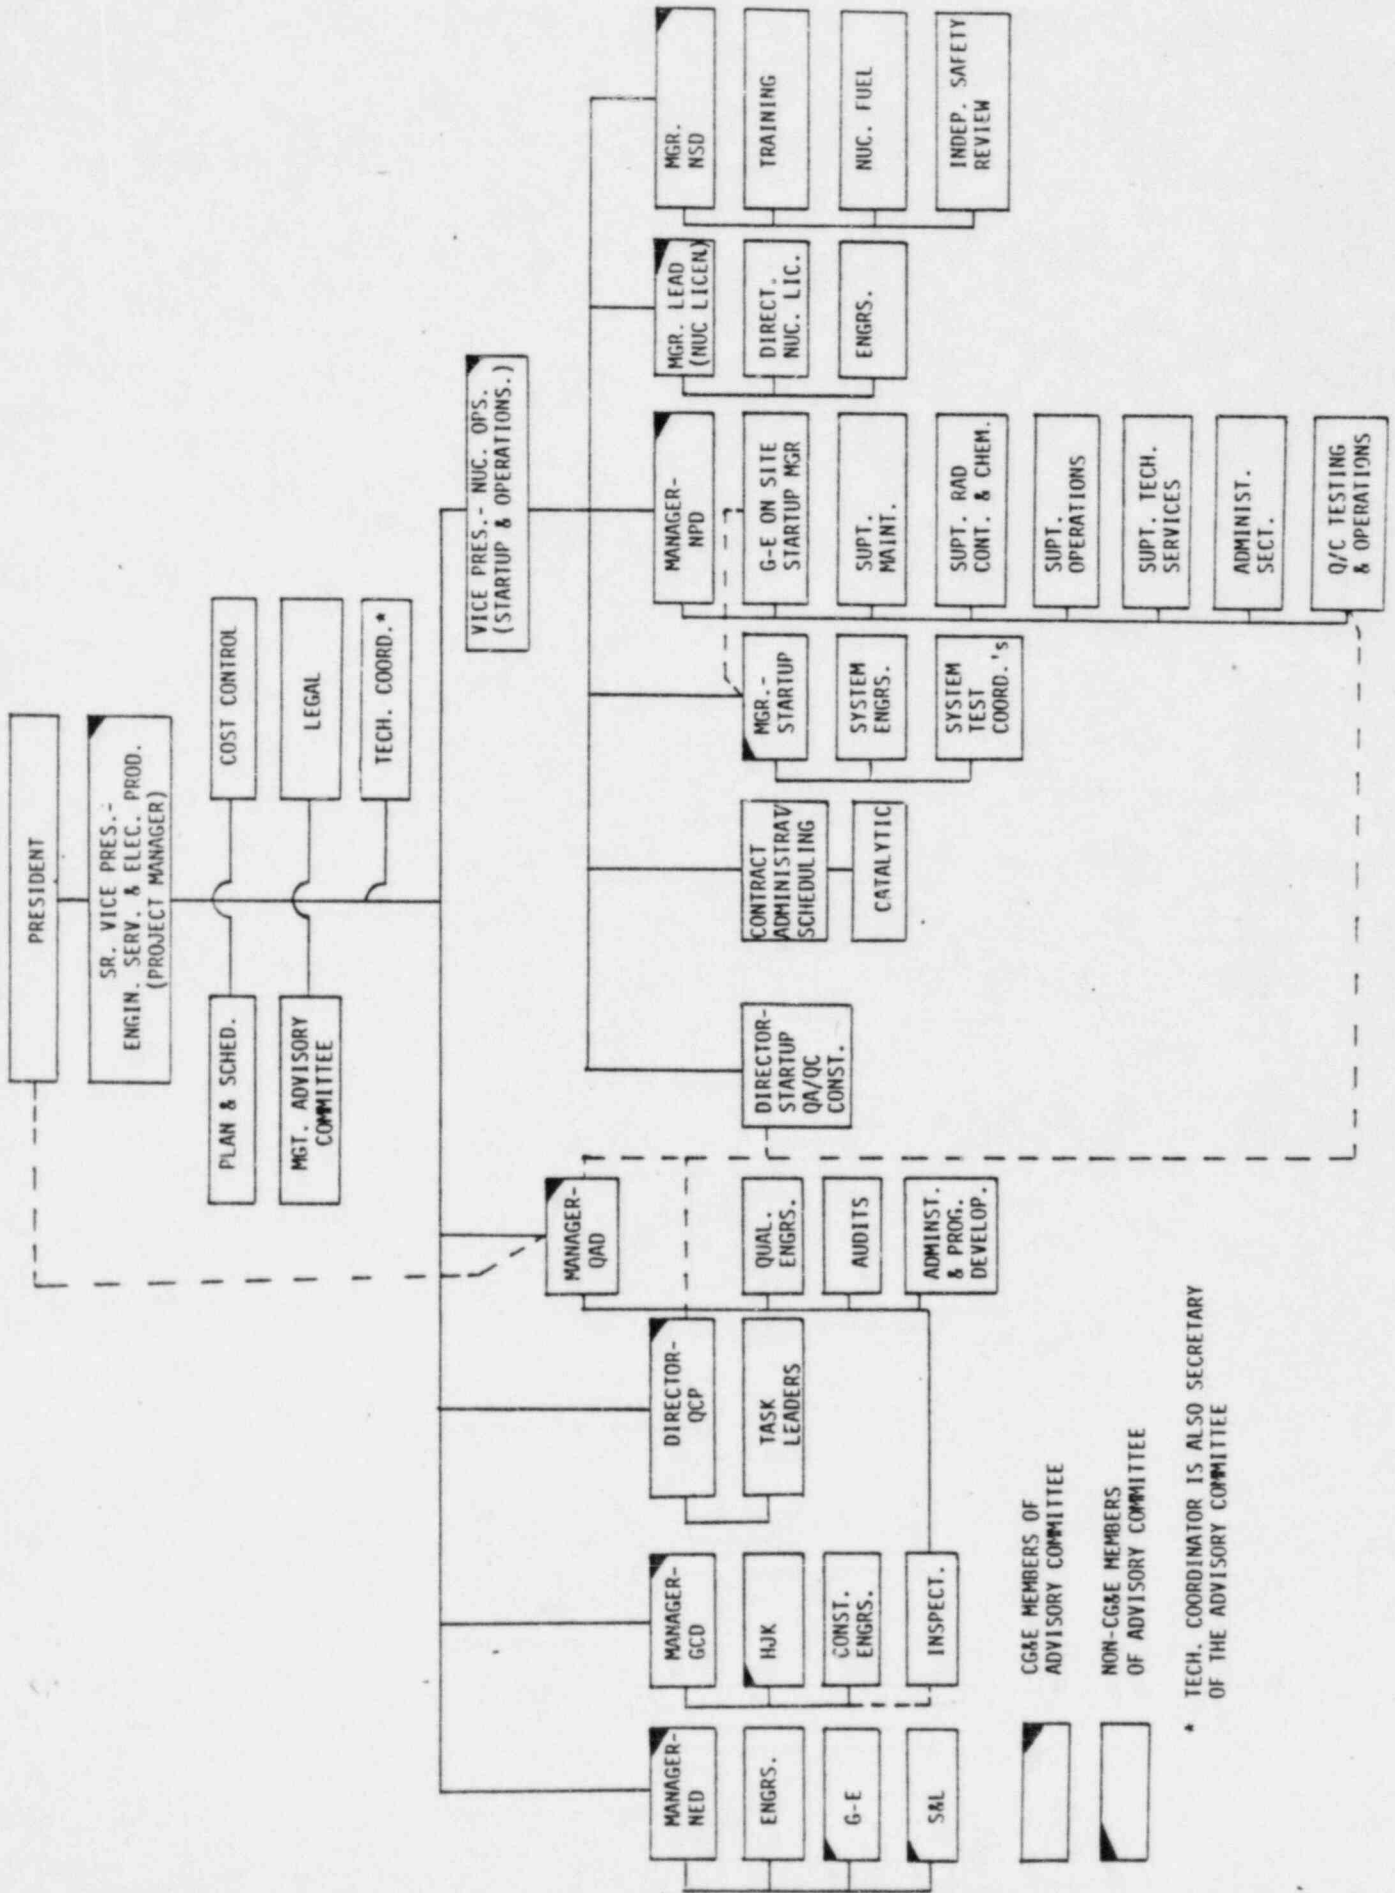 PRESIDENT
SR. VICE PRES.-
ENGIN. SERV. & ELEC. PROD.
(PROJECT MANAGER)
PLAN & SCHED.
COST CONTROL
MGT. ADVISORY
COMMITTEE
LEGAL
TECH. COORD.*
VICE PRES.- NUC. OPS.
(STARTUP & OPERATIONS.)
MANAGER-
QAD
MANAGER-
NED
ENGRS.
G-E
S&L
MANAGER-
GCD
HJK
CONST.
ENGRS.
INSPECT.
DIRECTOR-
QCP
TASK
LEADERS
QUAL.
ENGRS.
AUDITS
ADMINST.
& PROG.
DEVELOP.
DIRECTOR-
STARTUP
QA/QC
CONST.
CONTRACT
ADMINISTRAV
SCHEDULING
CATALYTIC
MGR.-
STARTUP
SYSTEM
ENGRS.
SYSTEM
TEST
COORD.'s
MANAGER-
NPD
G-E ON SITE
STARTUP MGR
SUPT.
MAINT.
SUPT. RAD
CONT. & CHEM.
SUPT.
OPERATIONS
SUPT. TECH.
SERVICES
ADMINIST.
SECT.
Q/C TESTING
& OPERATIONS
MGR. LEAD
(NUC LICEN)
DIRECT.
NUC. LIC.
ENGRS.
MGR.
NSD
TRAINING
NUC. FUEL
INDEP. SAFETY
REVIEW
CG&E MEMBERS OF
ADVISORY COMMITTEE
NON-CG&E MEMBERS
OF ADVISORY COMMITTEE
* TECH. COORDINATOR IS ALSO SECRETARY
OF THE ADVISORY COMMITTEE